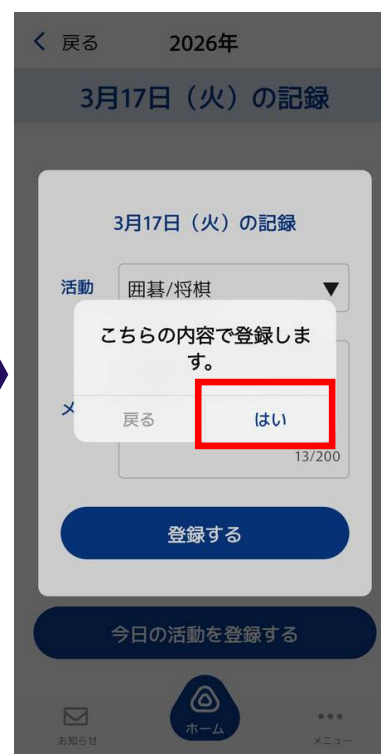 戻る
2026年
3月17日（火）の記録
3月17日（火）の記録
活動
囲碁/将棋
▼
こちらの内容で登録しま
す。
メ
戻る
はい
13/200
登録する
今日の活動を登録する
お知らせ
ホーム
メニュー